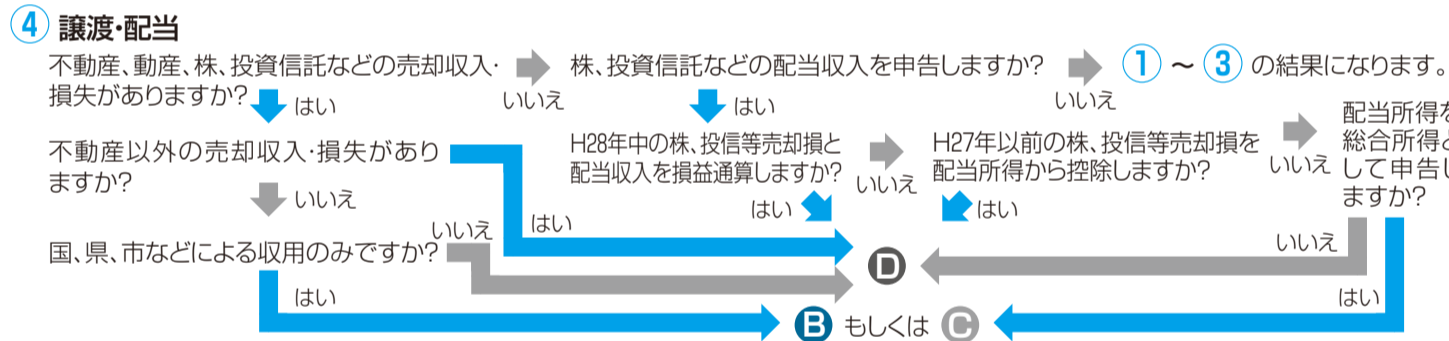 ④ 譲渡・配当
不動産、動産、株、投資信託などの売却収入・
損失がありますか?
はい
いいえ
株、投資信託などの配当収入を申告しますか?
はい
いいえ
①～③の結果になります。
不動産以外の売却収入・損失があり
ますか?
いいえ
はい
H28年中の株、投信等売却損と
配当収入を損益通算しますか?
いいえ
はい
H27年以前の株、投信等売却損を
配当所得から控除しますか?
いいえ
はい
配当所得を
総合所得と
して申告し
ますか?
いいえ
はい
国、県、市などによる収用のみですか?
いいえ
はい
D
B もしくは C